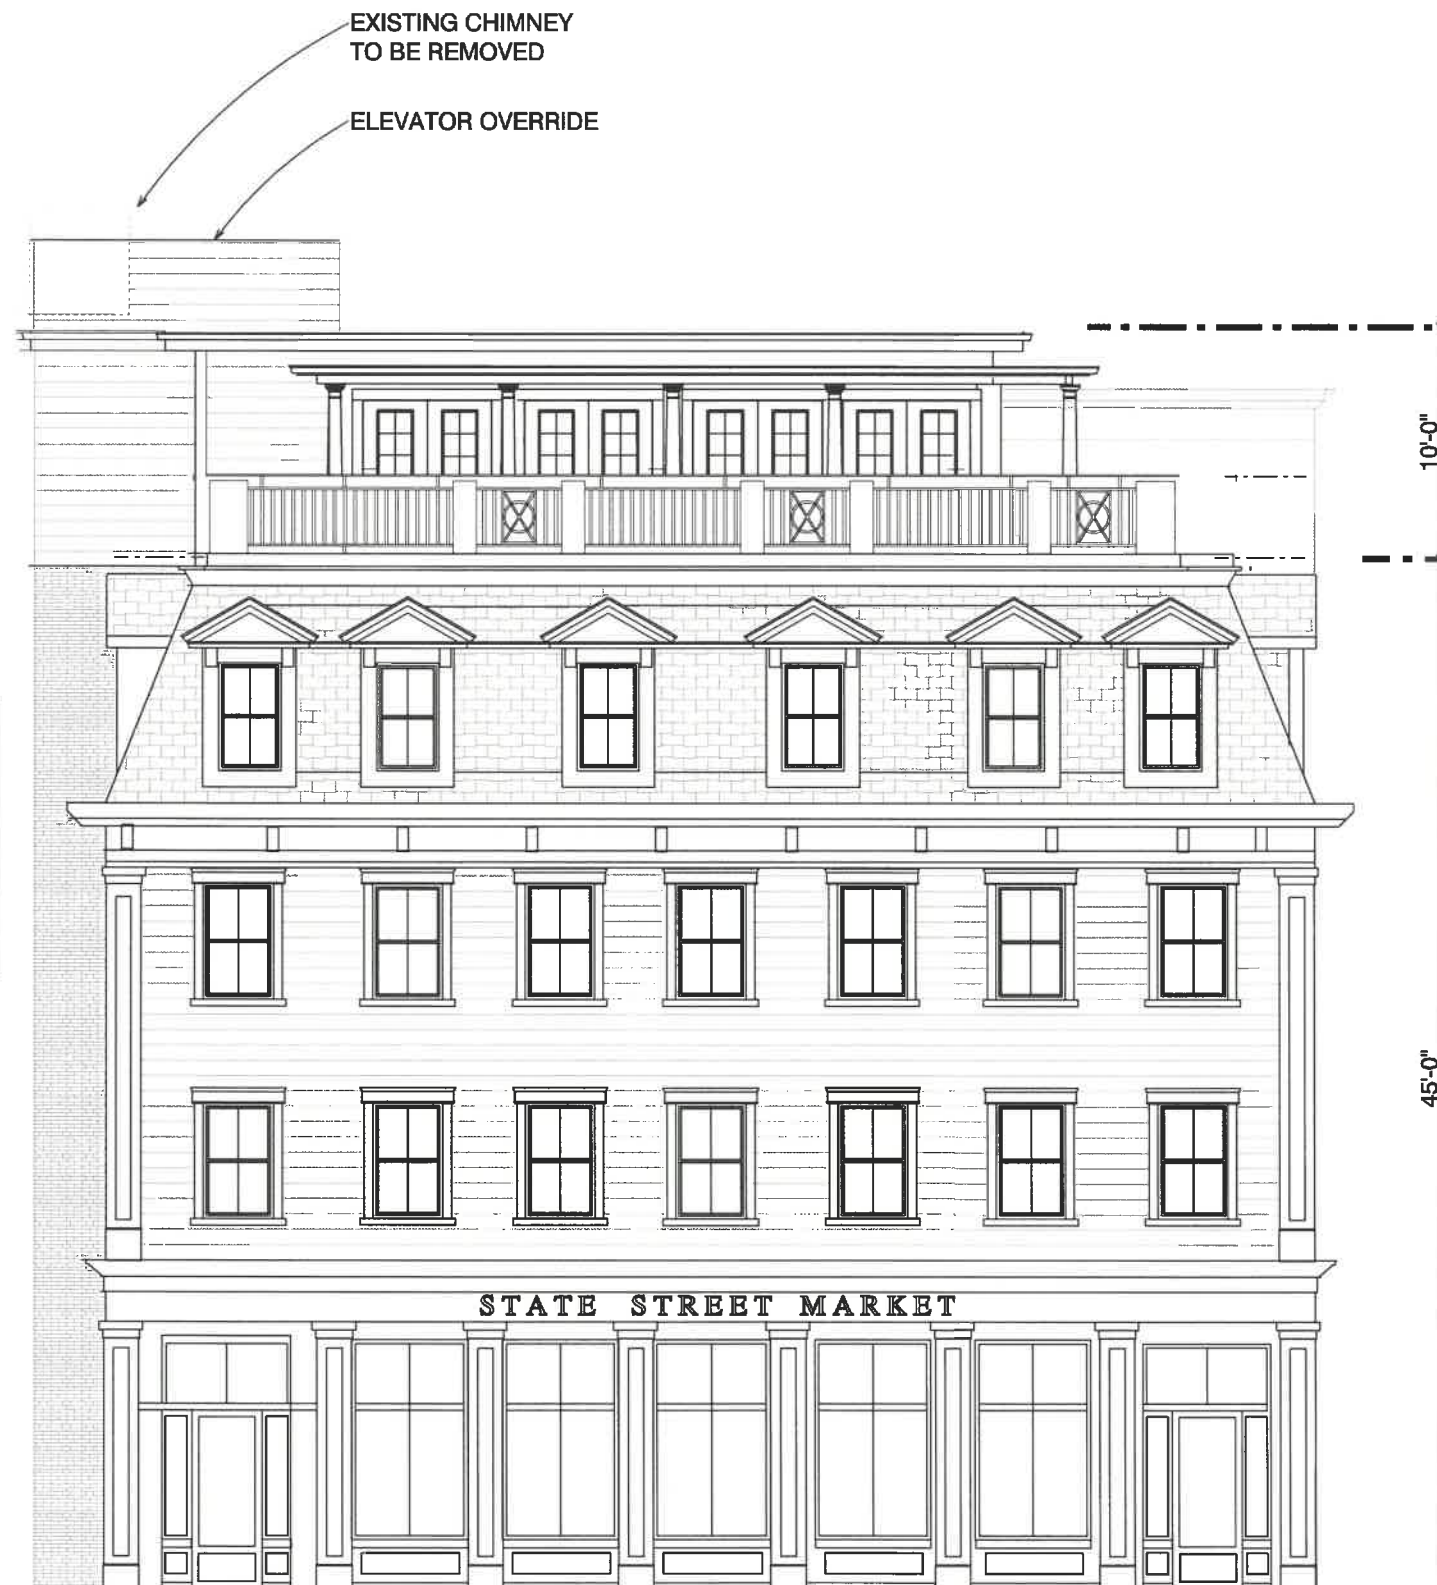 EXISTING CHIMNEY
TO BE REMOVED
ELEVATOR OVERRIDE
10'-0"
45'-0"
STATE STREET MARKET